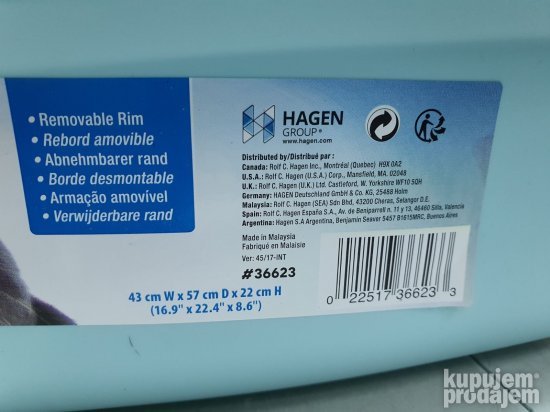 • Removable Rim
• Rebord amovible
• Abnehmbarer rand
• Borde desmontable
• Armação amovível
• Verwijderbare rand
HAGEN
GROUP®
www.hagen.com
Distributed by/Distribué par :
Canada: Rolf C. Hagen Inc., Montréal (Quebec) H9X 0A2
U.S.A.: Rolf C. Hagen (U.S.A.) Corp., Mansfield, MA. 02048
U.K.: Rolf C. Hagen (U.K.) Ltd. Castleford, W. Yorkshire WF10 5QH
Germany: HAGEN Deutschland GmbH & Co. KG, 25488 Holm
Malaysia: Rolf C. Hagen (SEA) Sdn Bhd, 43200 Cheras, Selangor D.E.
Spain: Rolf C. Hagen España S.A., Av. de Beniparrell n. 11 y 13, 46460 Silla, Valencia
Argentina: Hagen S.A Argentina, Benjamin Seaver 5457 B1615MRC, Buenos Aires
Made in Malaysia
Fabriqué en Malaisie
Ver: 45/17-INT
#36623
43 cm W x 57 cm D x 22 cm H
(16.9" x 22.4" x 8.6")
0 22517 36623 3
kupujem
prodajem